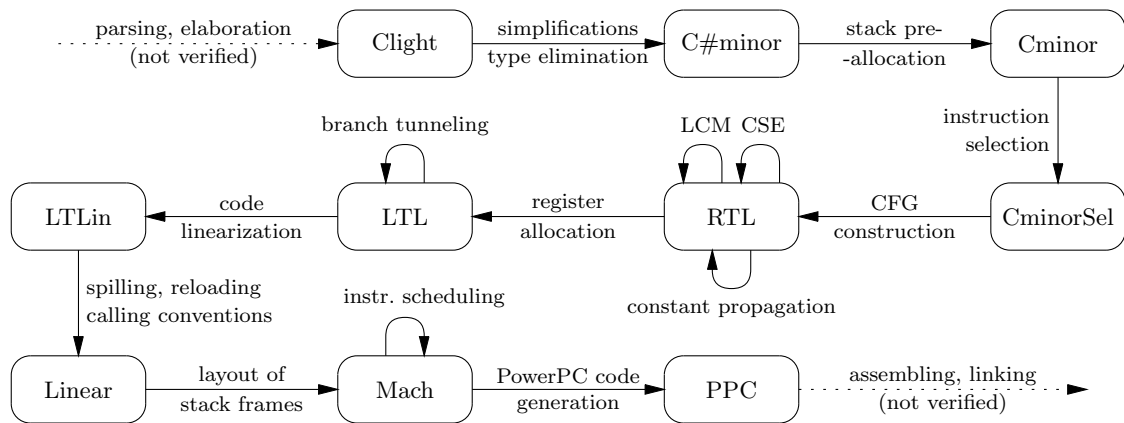 parsing, elaboration
(not verified)
Clight
simplifications
type elimination
C#minor
stack pre-
-allocation
Cminor
instruction
selection
CminorSel
CFG
construction
LCM
CSE
RTL
constant propagation
register
allocation
branch tunneling
LTL
code
linearization
LTLin
spilling, reloading
calling conventions
Linear
layout of
stack frames
instr. scheduling
Mach
PowerPC code
generation
PPC
assembling, linking
(not verified)